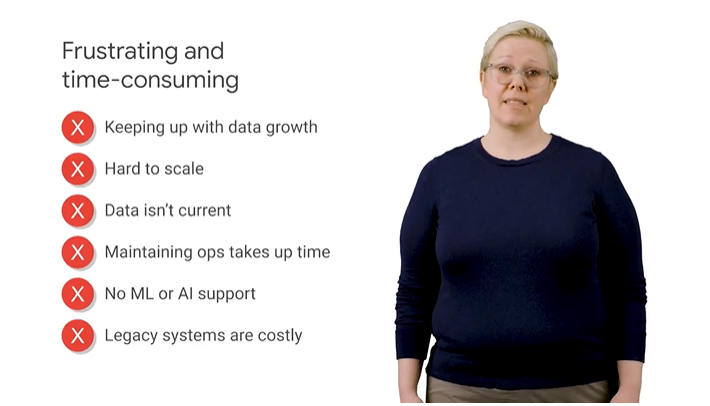 Frustrating and
time-consuming
X Keeping up with data growth
X Hard to scale
X Data isn't current
X Maintaining ops takes up time
X No ML or AI support
X Legacy systems are costly